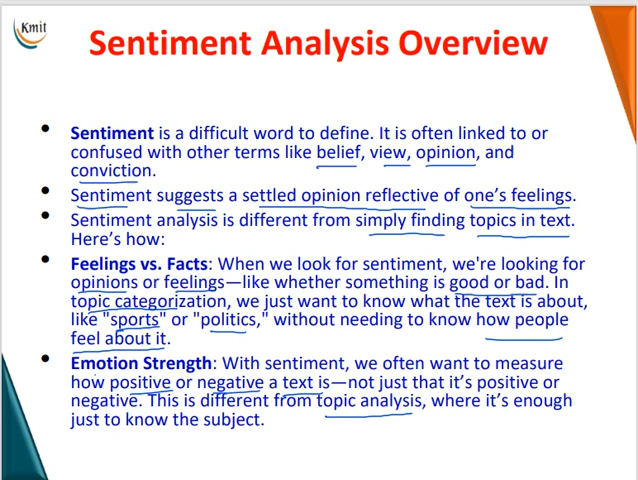 Kmit
Sentiment Analysis Overview
• Sentiment is a difficult word to define. It is often linked to or
confused with other terms like belief, view, opinion, and
conviction.
• Sentiment suggests a settled opinion reflective of one's feelings.
• Sentiment analysis is different from simply finding topics in text.
Here's how:
• Feelings vs. Facts: When we look for sentiment, we're looking for
opinions or feelings—like whether something is good or bad. In
topic categorization, we just want to know what the text is about,
like "sports" or "politics," without needing to know how people
feel about it.
• Emotion Strength: With sentiment, we often want to measure
how positive or negative a text is—not just that it's positive or
negative. This is different from topic analysis, where it's enough
just to know the subject.